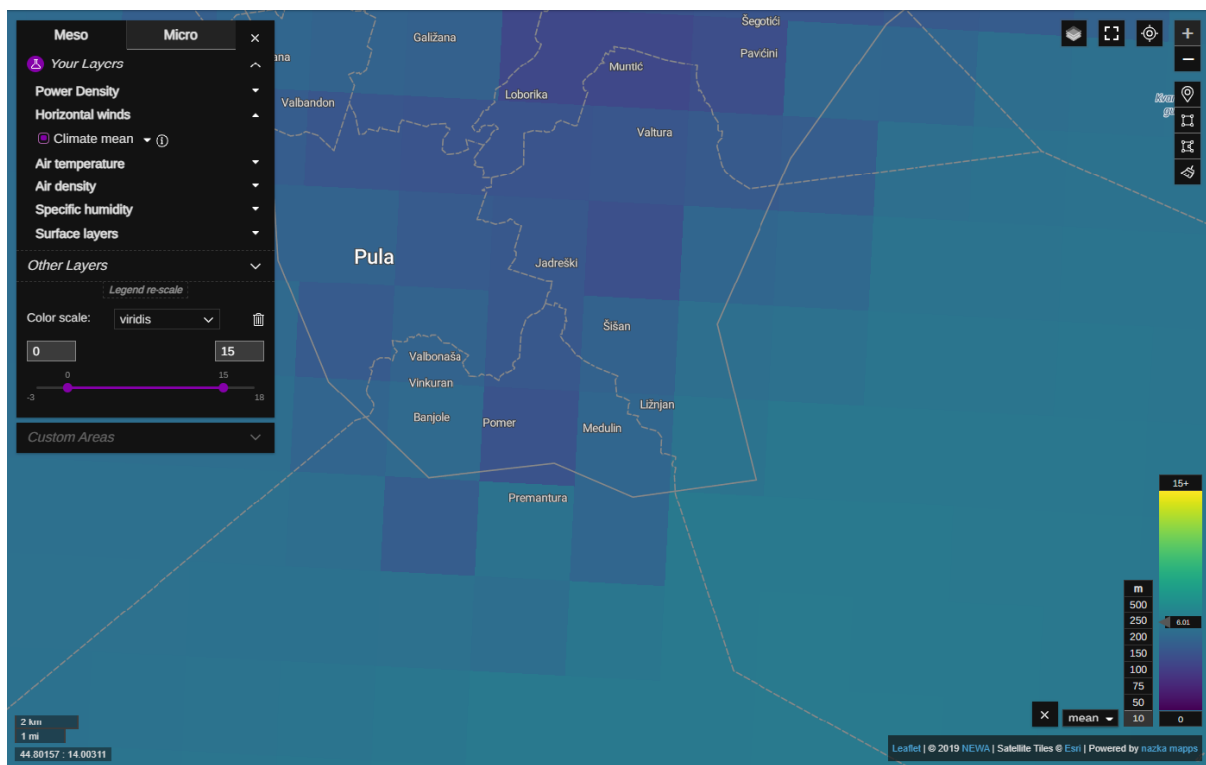 Meso Micro ×
Your Layers
Power Density
Horizontal winds
Climate mean
Air temperature
Air density
Specific humidity
Surface layers
Other Layers
Legend re-scale
Color scale: viridis
0 15
0 15
-3 18
Custom Areas
Šegotići
Galižana
Pavićini
ana
Muntić
Loborika
Valbandon
Valtura
Pula
Jadreški
Šišan
Valbonaša
Vinkuran
Ližnjan
Banjole
Pomer
Medulin
Premantura
+
−
15+
m
500
250
6.01
200
150
100
75
50
× mean 10 0
2 km
1 mi
44.80157 : 14.00311
Leaflet | © 2019 NEWA | Satellite Tiles © Esri | Powered by nazka mapps